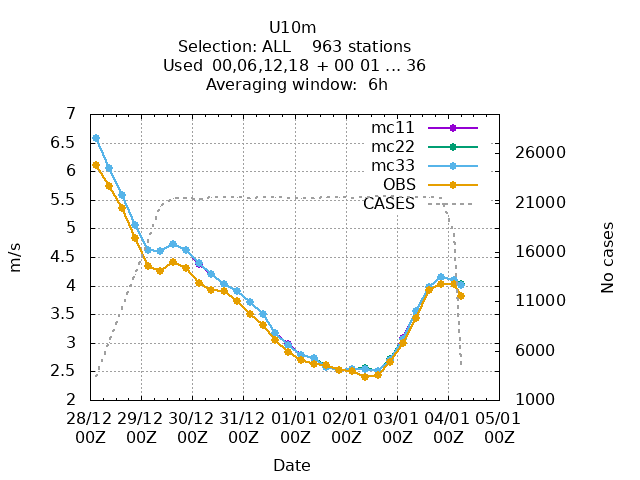 U10m
Selection: ALL    963 stations
Used  00,06,12,18  + 00 01 ... 36
Averaging window:  6h
mc11
mc22
mc33
OBS
CASES
7
6.5
6
5.5
5
4.5
4
3.5
3
2.5
2
m/s
26000
21000
16000
11000
6000
1000
No cases
28/12 00Z
29/12 00Z
30/12 00Z
31/12 00Z
01/01 00Z
02/01 00Z
03/01 00Z
04/01 00Z
05/01 00Z
Date